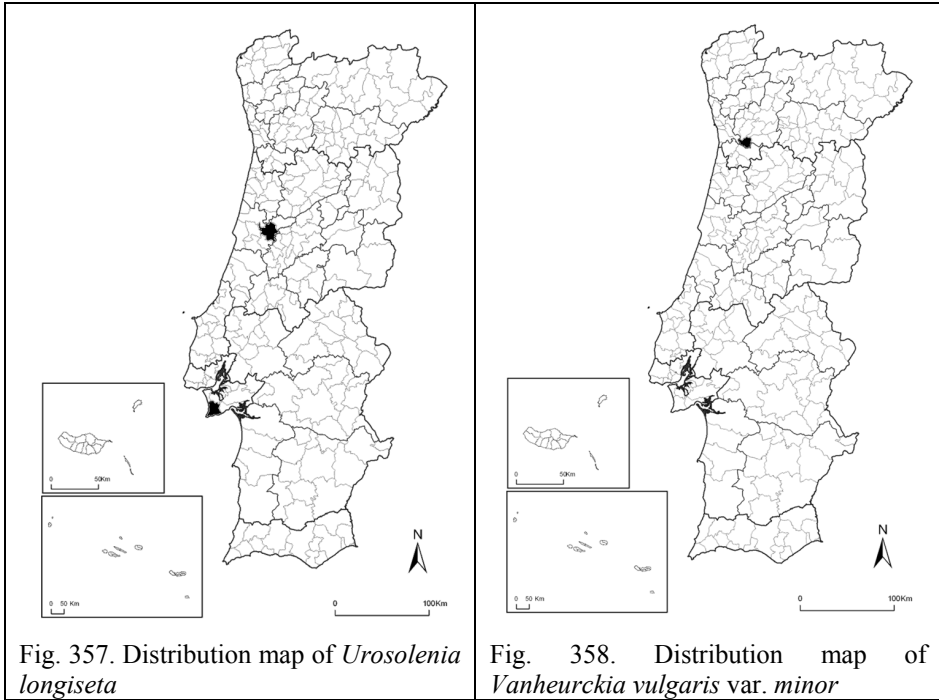 0 50Km
0 50 Km
N
0 100Km
Fig. 357. Distribution map of Urosolenia
longiseta
0 50Km
0 50 Km
N
0 100Km
Fig. 358. Distribution map of
Vanheurckia vulgaris var. minor